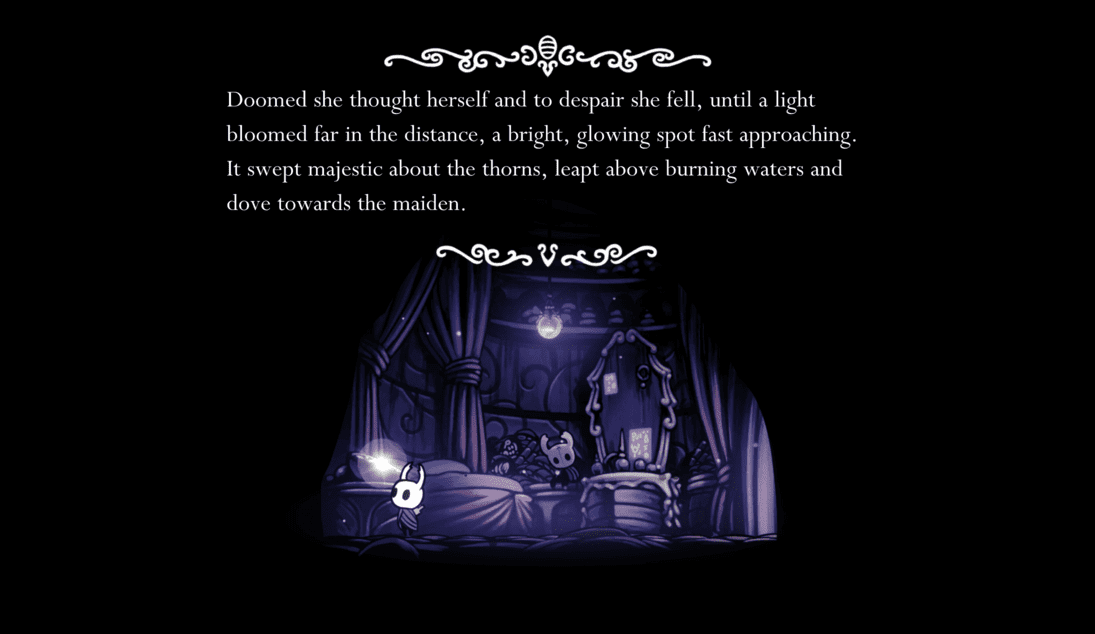 Doomed she thought herself and to despair she fell, until a light
bloomed far in the distance, a bright, glowing spot fast approaching.
It swept majestic about the thorns, leapt above burning waters and
dove towards the maiden.